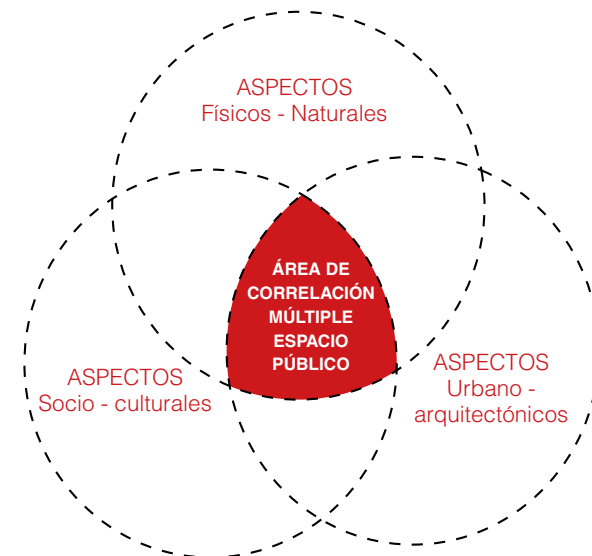 ASPECTOS
Físicos - Naturales
ÁREA DE
CORRELACIÓN
MÚLTIPLE
ESPACIO
PÚBLICO
ASPECTOS
Socio - culturales
ASPECTOS
Urbano -
arquitectónicos